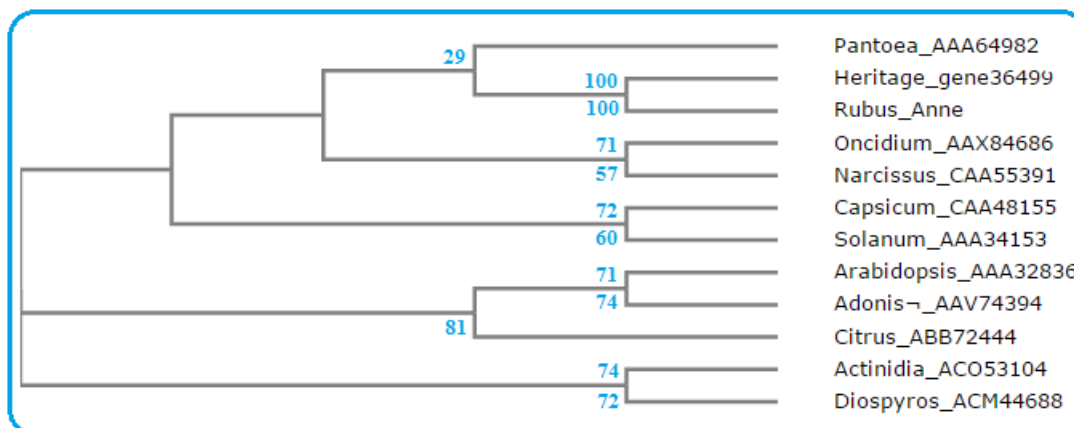 29 Pantoea_AAA64982
100 Heritage_gene36499
100 Rubus_Anne
71 Oncidium_AAX84686
57 Narcissus_CAA55391
72 Capsicum_CAA48155
60 Solanum_AAA34153
71 Arabidopsis_AAA32836
74 Adonis¬_AAV74394
81 Citrus_ABB72444
74 Actinidia_ACO53104
72 Diospyros_ACM44688